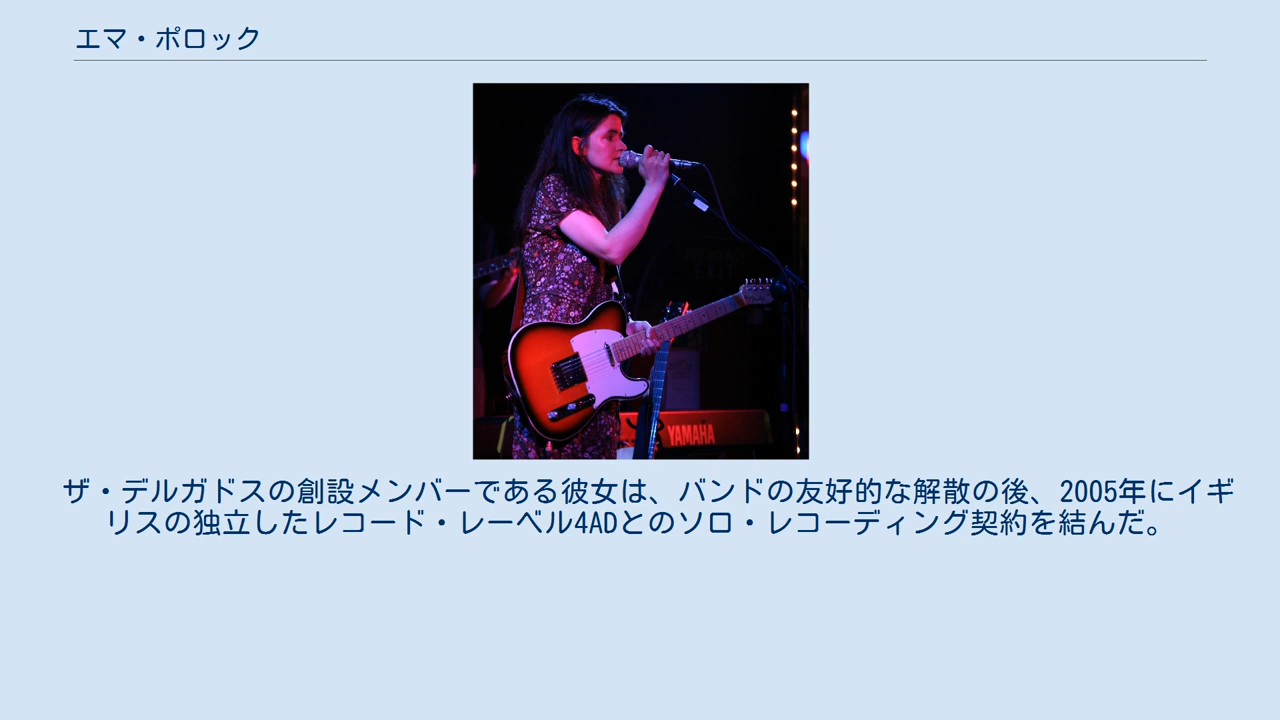 エマ・ポロック
YAMAHA
ザ・デルガドスの創設メンバーである彼女は、バンドの友好的な解散の後、2005年にイギ
リスの独立したレコード・レーベル4ADとのソロ・レコーディング契約を結んだ。